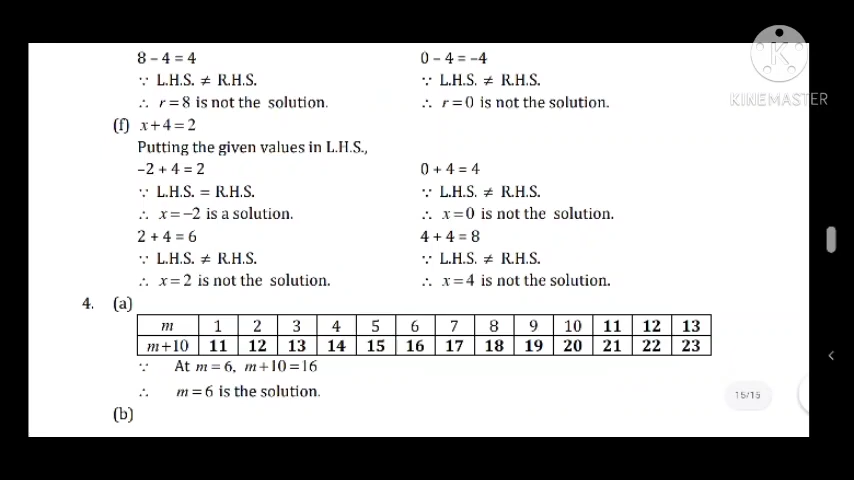 8 – 4 = 4
∵ L.H.S. ≠ R.H.S.
∴ r = 8 is not the solution.
0 – 4 = –4
∵ L.H.S. ≠ R.H.S.
∴ r = 0 is not the solution.
KINEMASTER
(f) x + 4 = 2
Putting the given values in L.H.S.,
–2 + 4 = 2
∵ L.H.S. = R.H.S.
∴ x = –2 is a solution.
0 + 4 = 4
∵ L.H.S. ≠ R.H.S.
∴ x = 0 is not the solution.
2 + 4 = 6
∵ L.H.S. ≠ R.H.S.
∴ x = 2 is not the solution.
4 + 4 = 8
∵ L.H.S. ≠ R.H.S.
∴ x = 4 is not the solution.
4. (a)
m 1 2 3 4 5 6 7 8 9 10 11 12 13
m+10 11 12 13 14 15 16 17 18 19 20 21 22 23
∵ At m = 6, m+10 = 16
∴ m = 6 is the solution.
(b)
15/15